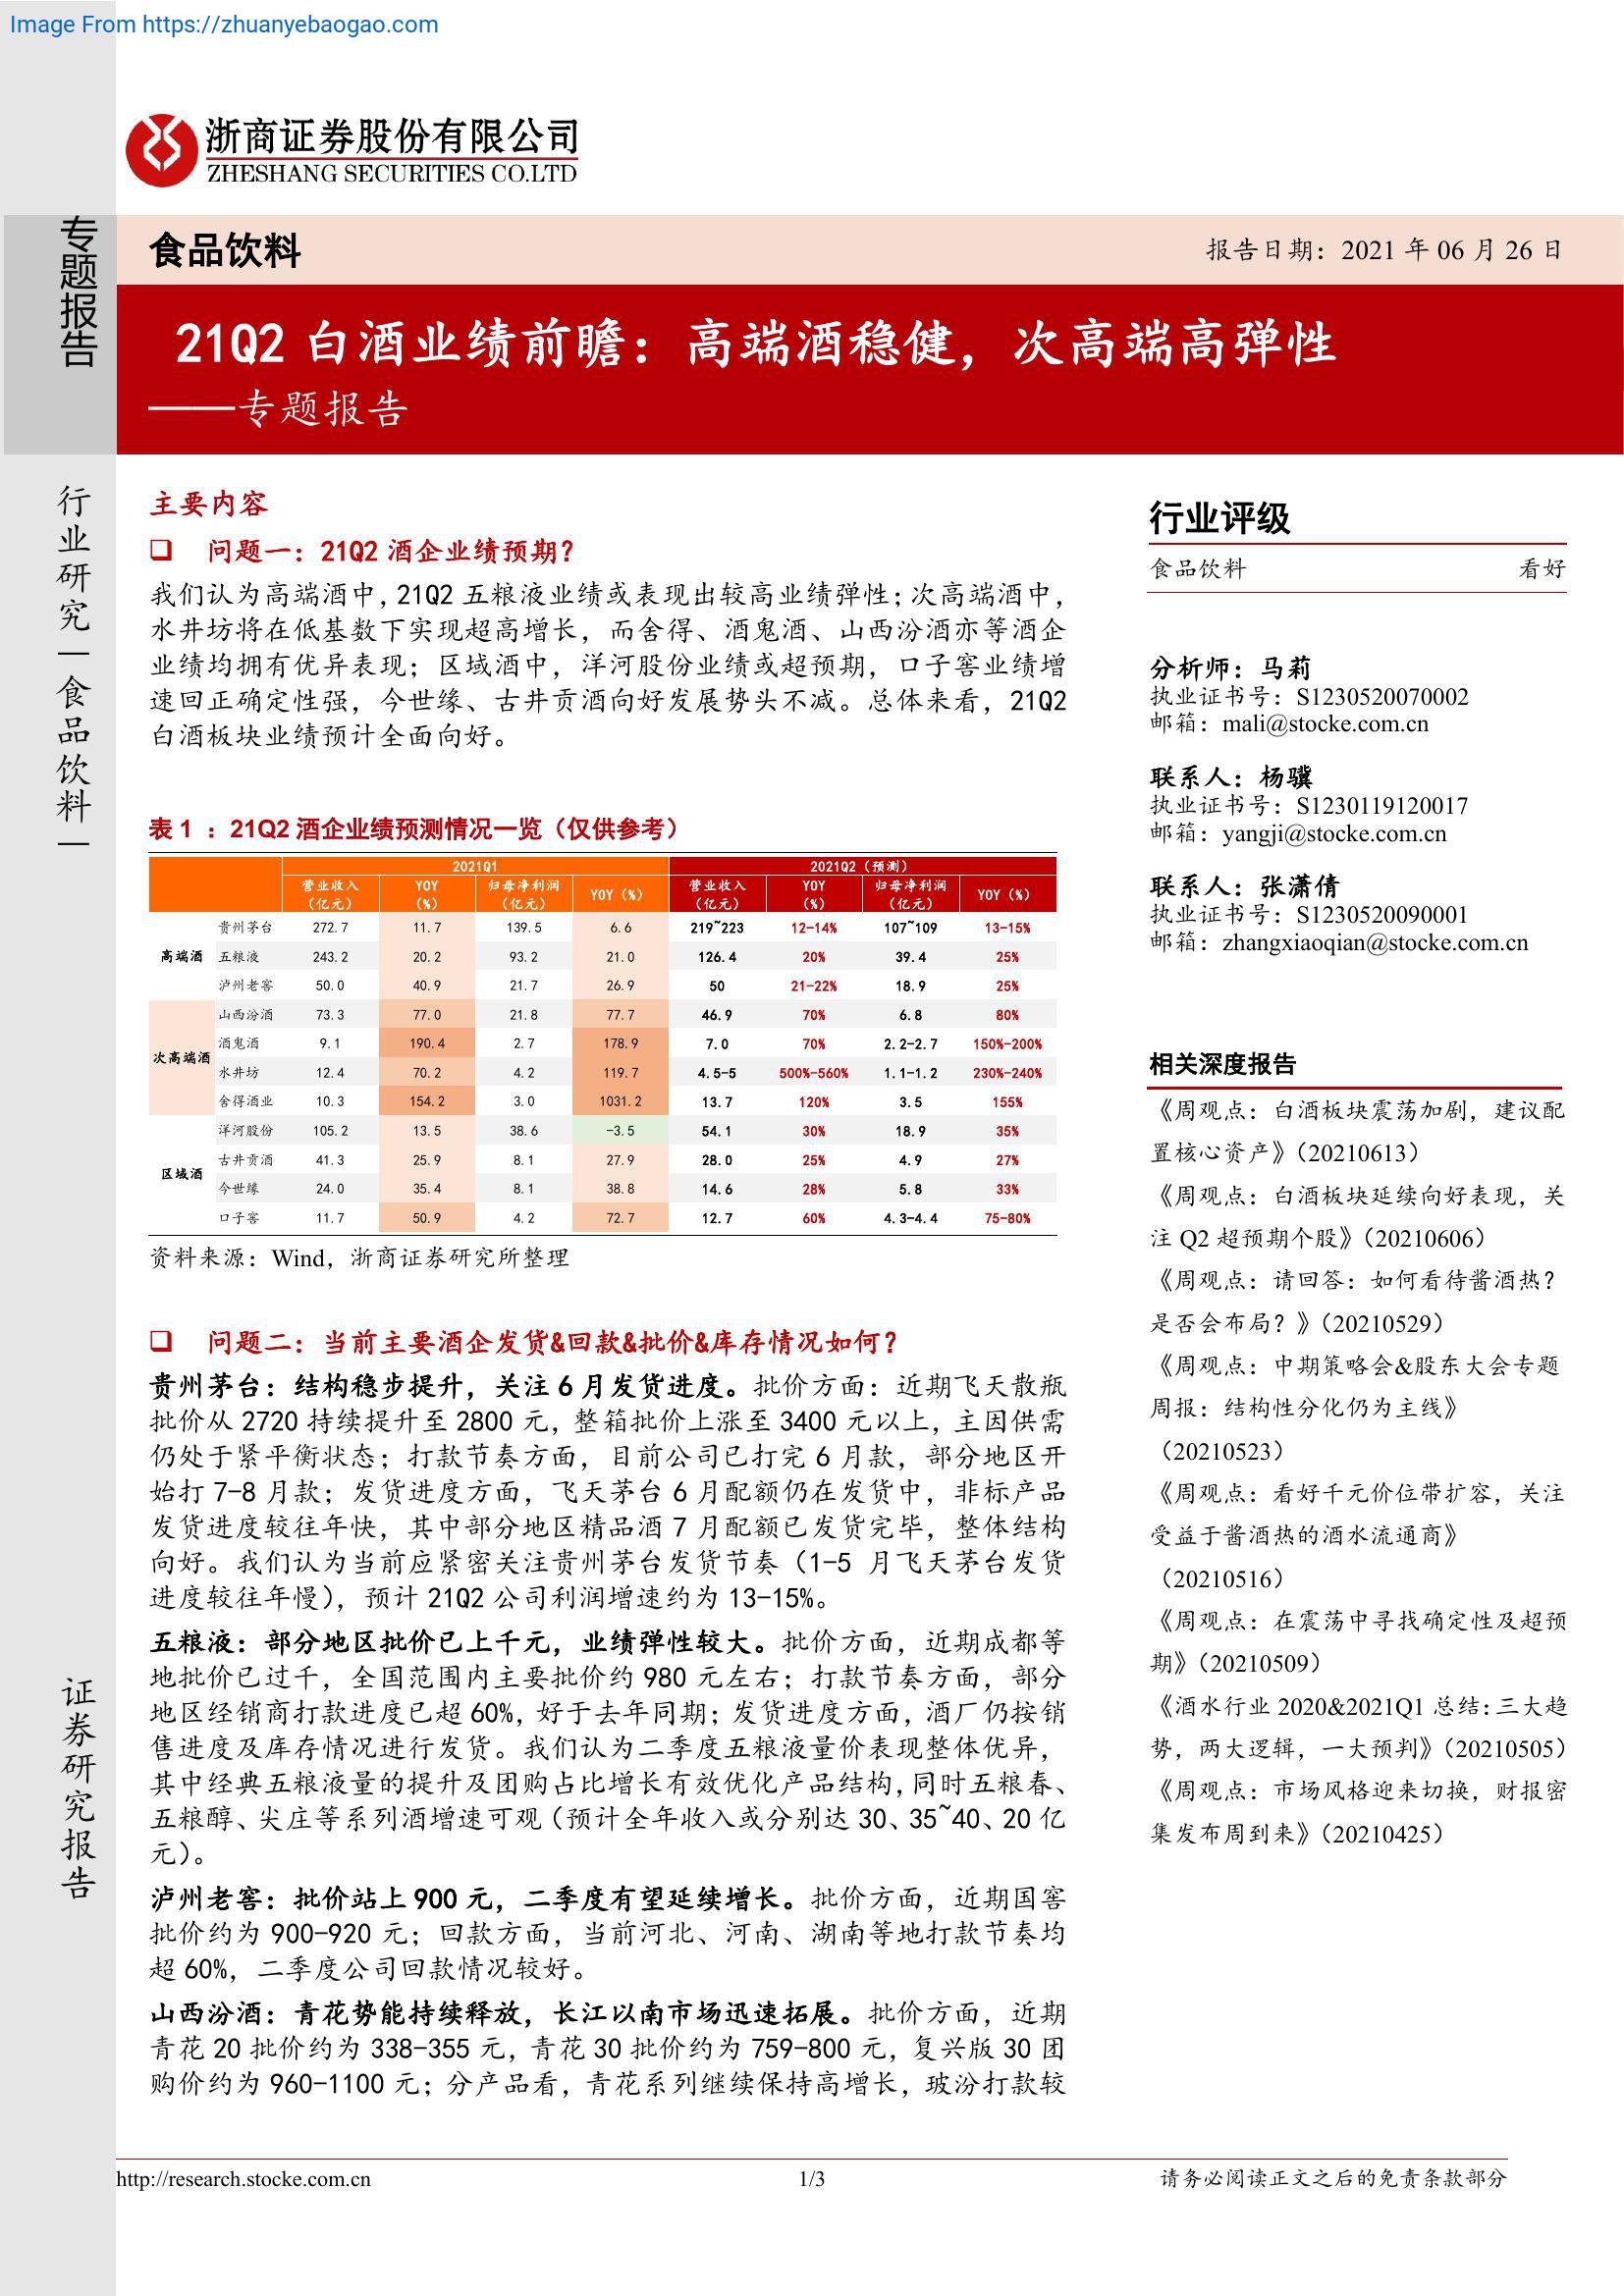 Image From https://zhuanyebaogao.com
浙商证券股份有限公司
ZHESHANG SECURITIES CO.LTD
专题报告
食品饮料
报告日期：2021 年 06 月 26 日
21Q2 白酒业绩前瞻：高端酒稳健，次高端高弹性
——专题报告
行业研究—食品饮料—
证券研究报告
主要内容
❑ 问题一：21Q2 酒企业绩预期？
我们认为高端酒中，21Q2 五粮液业绩或表现出较高业绩弹性；次高端酒中，
水井坊将在低基数下实现超高增长，而舍得、酒鬼酒、山西汾酒亦等酒企
业绩均拥有优异表现；区域酒中，洋河股份业绩或超预期，口子窖业绩增
速回正确定性强，今世缘、古井贡酒向好发展势头不减。总体来看，21Q2
白酒板块业绩预计全面向好。
表 1 ：21Q2 酒企业绩预测情况一览（仅供参考）
2021Q1 2021Q2（预测）
营业收入（亿元） YOY（%） 归母净利润（亿元） YOY（%） 营业收入（亿元） YOY（%） 归母净利润（亿元） YOY（%）
高端酒 贵州茅台 272.7 11.7 139.5 6.6 219~223 12-14% 107~109 13-15%
五粮液 243.2 20.2 93.2 21.0 126.4 20% 39.4 25%
泸州老窖 50.0 40.9 21.7 26.9 50 21-22% 18.9 25%
次高端酒 山西汾酒 73.3 77.0 21.8 77.7 46.9 70% 6.8 80%
酒鬼酒 9.1 190.4 2.7 178.9 7.0 70% 2.2-2.7 150%-200%
水井坊 12.4 70.2 4.2 119.7 4.5-5 500%-560% 1.1-1.2 230%-240%
舍得酒业 10.3 154.2 3.0 1031.2 13.7 120% 3.5 155%
区域酒 洋河股份 105.2 13.5 38.6 -3.5 54.1 30% 18.9 35%
古井贡酒 41.3 25.9 8.1 27.9 28.0 25% 4.9 27%
今世缘 24.0 35.4 8.1 38.8 14.6 28% 5.8 33%
口子窖 11.7 50.9 4.2 72.7 12.7 60% 4.3-4.4 75-80%
资料来源：Wind，浙商证券研究所整理
❑ 问题二：当前主要酒企发货&回款&批价&库存情况如何？
贵州茅台：结构稳步提升，关注 6 月发货进度。批价方面：近期飞天散瓶
批价从 2720 持续提升至 2800 元，整箱批价上涨至 3400 元以上，主因供需
仍处于紧平衡状态；打款节奏方面，目前公司已打完 6 月款，部分地区开
始打 7-8 月款；发货进度方面，飞天茅台 6 月配额仍在发货中，非标产品
发货进度较往年快，其中部分地区精品酒 7 月配额已发货完毕，整体结构
向好。我们认为当前应紧密关注贵州茅台发货节奏（1-5 月飞天茅台发货
进度较往年慢），预计 21Q2 公司利润增速约为 13-15%。
五粮液：部分地区批价已上千元，业绩弹性较大。批价方面，近期成都等
地批价已过千，全国范围内主要批价约 980 元左右；打款节奏方面，部分
地区经销商打款进度已超 60%，好于去年同期；发货进度方面，酒厂仍按销
售进度及库存情况进行发货。我们认为二季度五粮液量价表现整体优异，
其中经典五粮液量的提升及团购占比增长有效优化产品结构，同时五粮春、
五粮醇、尖庄等系列酒增速可观（预计全年收入或分别达 30、35~40、20 亿
元）。
泸州老窖：批价站上 900 元，二季度有望延续增长。批价方面，近期国窖
批价约为 900-920 元；回款方面，当前河北、河南、湖南等地打款节奏均
超 60%，二季度公司回款情况较好。
山西汾酒：青花势能持续释放，长江以南市场迅速拓展。批价方面，近期
青花 20 批价约为 338-355 元，青花 30 批价约为 759-800 元，复兴版 30 团
购价约为 960-1100 元；分产品看，青花系列继续保持高增长，玻汾打款较
行业评级
食品饮料 看好
分析师：马莉
执业证书号：S1230520070002
邮箱：mali@stocke.com.cn
联系人：杨骥
执业证书号：S1230119120017
邮箱：yangji@stocke.com.cn
联系人：张潇倩
执业证书号：S1230520090001
邮箱：zhangxiaoqian@stocke.com.cn
相关深度报告
《周观点：白酒板块震荡加剧，建议配
置核心资产》（20210613）
《周观点：白酒板块延续向好表现，关
注 Q2 超预期个股》（20210606）
《周观点：请回答：如何看待酱酒热？
是否会布局？》（20210529）
《周观点：中期策略会&股东大会专题
周报：结构性分化仍为主线》
（20210523）
《周观点：看好千元价位带扩容，关注
受益于酱酒热的酒水流通商》
（20210516）
《周观点：在震荡中寻找确定性及超预
期》（20210509）
《酒水行业 2020&2021Q1 总结：三大趋
势，两大逻辑，一大预判》（20210505）
《周观点：市场风格迎来切换，财报密
集发布周到来》（20210425）
http://research.stocke.com.cn
1/3
请务必阅读正文之后的免责条款部分